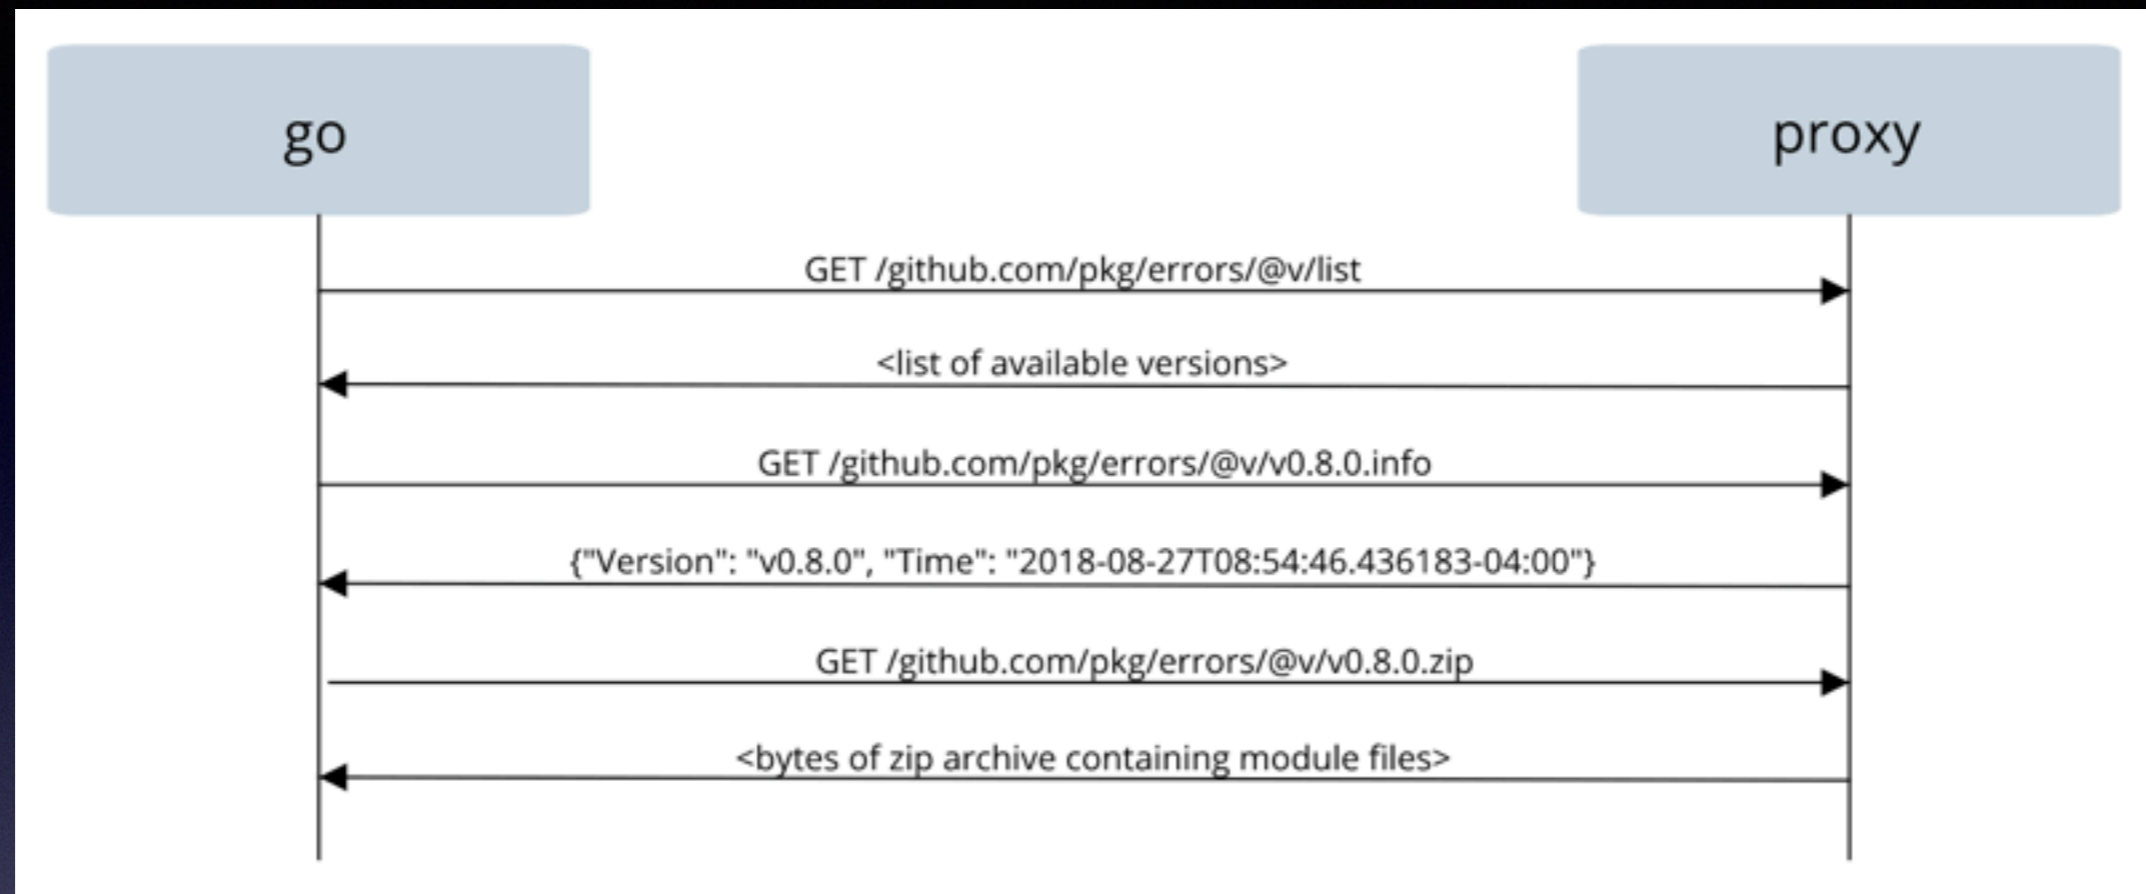 go
proxy
GET /github.com/pkg/errors/@v/list
<list of available versions>
GET /github.com/pkg/errors/@v/v0.8.0.info
{"Version": "v0.8.0", "Time": "2018-08-27T08:54:46.436183-04:00"}
GET /github.com/pkg/errors/@v/v0.8.0.zip
<bytes of zip archive containing module files>